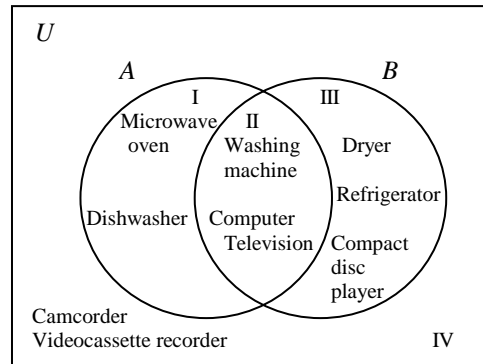 U
A
B
I
II
III
Microwave
oven
Washing
machine
Dryer
Refrigerator
Dishwasher
Computer
Television
Compact
disc
player
Camcorder
Videocassette recorder
IV